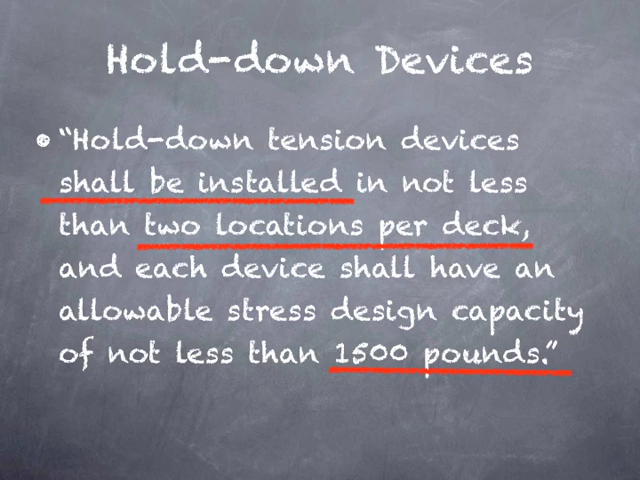 Hold-down Devices
“Hold-down tension devices
shall be installed in not less
than two locations per deck,
and each device shall have an
allowable stress design capacity
of not less than 1500 pounds.”